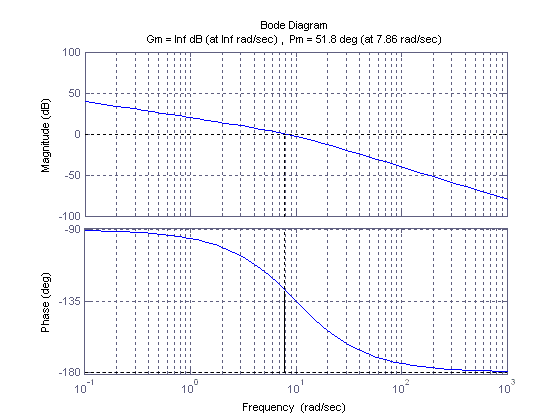 Bode Diagram
Gm = Inf dB (at Inf rad/sec) , Pm = 51.8 deg (at 7.86 rad/sec)
Magnitude (dB)
100
50
0
-50
-100
Phase (deg)
-90
-135
-180
10^-1 10^0 10^1 10^2 10^3
Frequency (rad/sec)